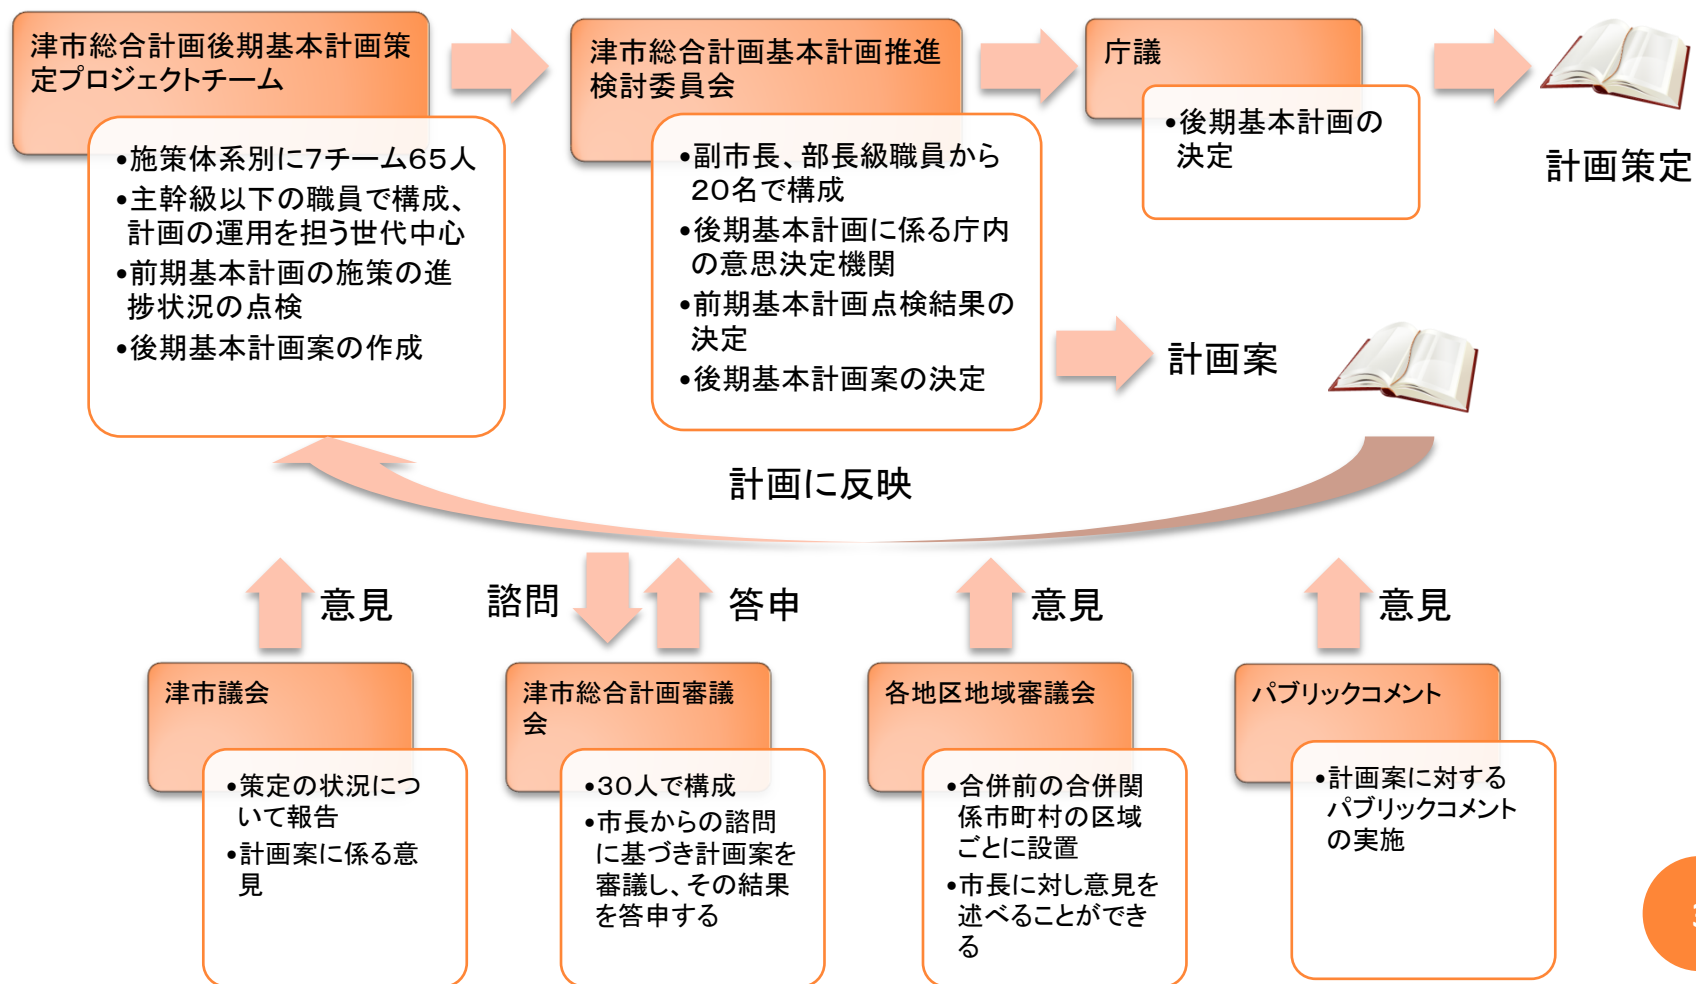 津市総合計画後期基本計画策
定プロジェクトチーム
•施策体系別に7チーム65人
•主幹級以下の職員で構成、
計画の運用を担う世代中心
•前期基本計画の施策の進
捗状況の点検
•後期基本計画案の作成
津市総合計画基本計画推進
検討委員会
•副市長、部長級職員から
20名で構成
•後期基本計画に係る庁内
の意思決定機関
•前期基本計画点検結果の
決定
•後期基本計画案の決定
庁議
•後期基本計画の
決定
計画策定
計画案
計画に反映
意見
諮問
答申
意見
意見
津市議会
•策定の状況につ
いて報告
•計画案に係る意
見
津市総合計画審議
会
•30人で構成
•市長からの諮問
に基づき計画案を
審議し、その結果
を答申する
各地区地域審議会
•合併前の合併関
係市町村の区域
ごとに設置
•市長に対し意見を
述べることができ
る
パブリックコメント
•計画案に対する
パブリックコメント
の実施